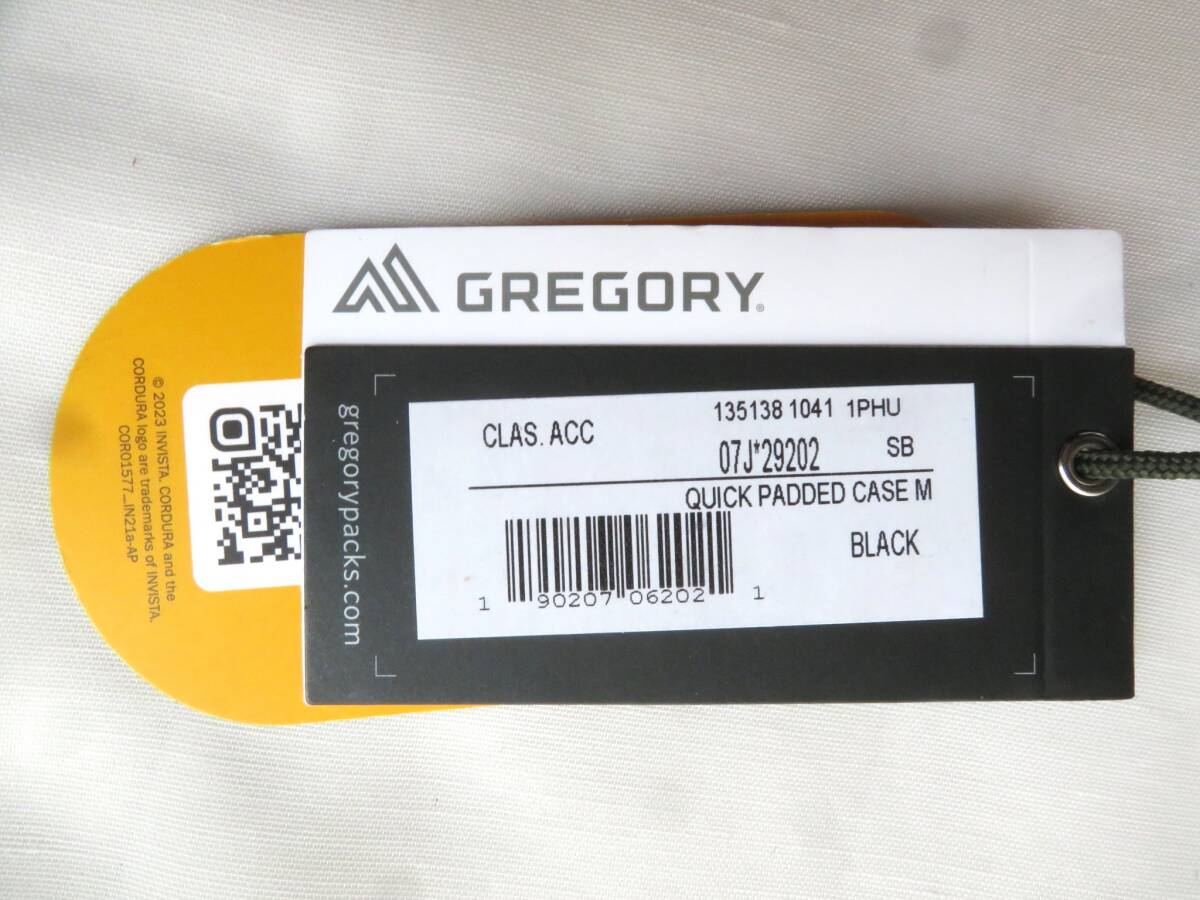 GREGORY®
gregorypacks.com
CLAS. ACC
135138 1041 1PHU
07J*29202 SB
QUICK PADDED CASE M
BLACK
1 90207 06202 1
© 2023 INVISTA. CORDURA and the
CORDURA logo are trademarks of INVISTA.
COR01577_IN21a-AP